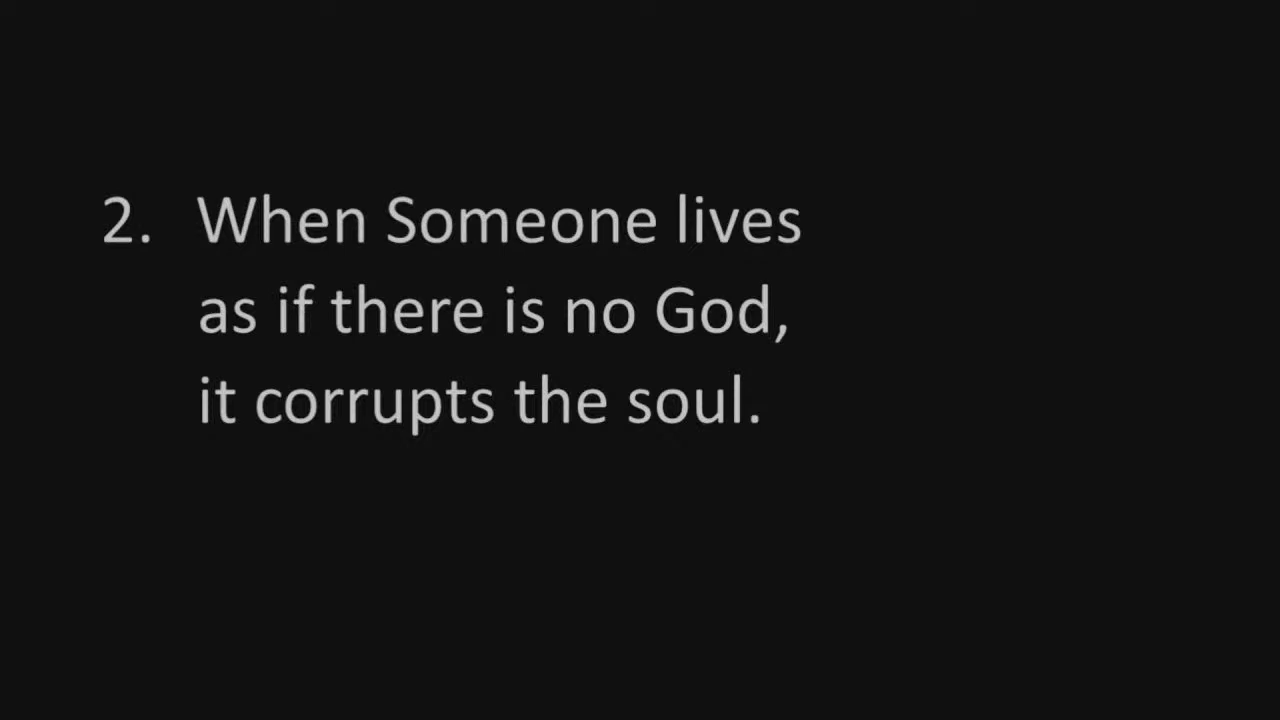 2. When Someone lives
as if there is no God,
it corrupts the soul.